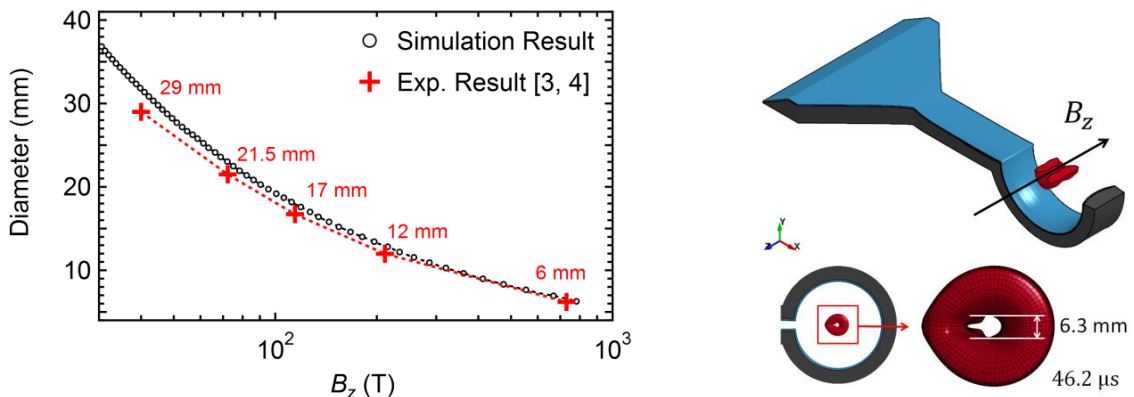 40
30
20
10
Diameter (mm)
Simulation Result
Exp. Result [3, 4]
29 mm
21.5 mm
17 mm
12 mm
6 mm
10²
10³
B_z (T)
B_z
Y
Z
X
6.3 mm
46.2 μs